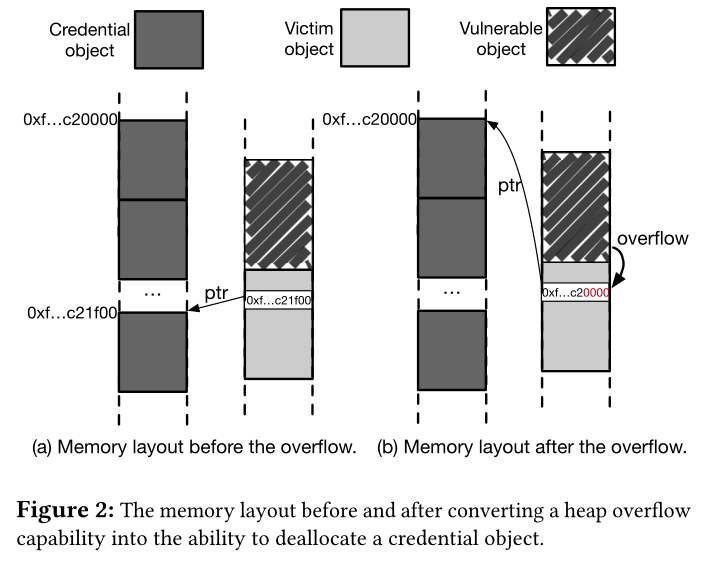 Credential
object
Victim
object
Vulnerable
object
0xf...c20000
...
ptr
0xf...c21f00
0xf...c21f00
0xf...c20000
ptr
overflow
...
0xf...c20000
(a) Memory layout before the overflow.
(b) Memory layout after the overflow.
Figure 2: The memory layout before and after converting a heap overflow
capability into the ability to deallocate a credential object.